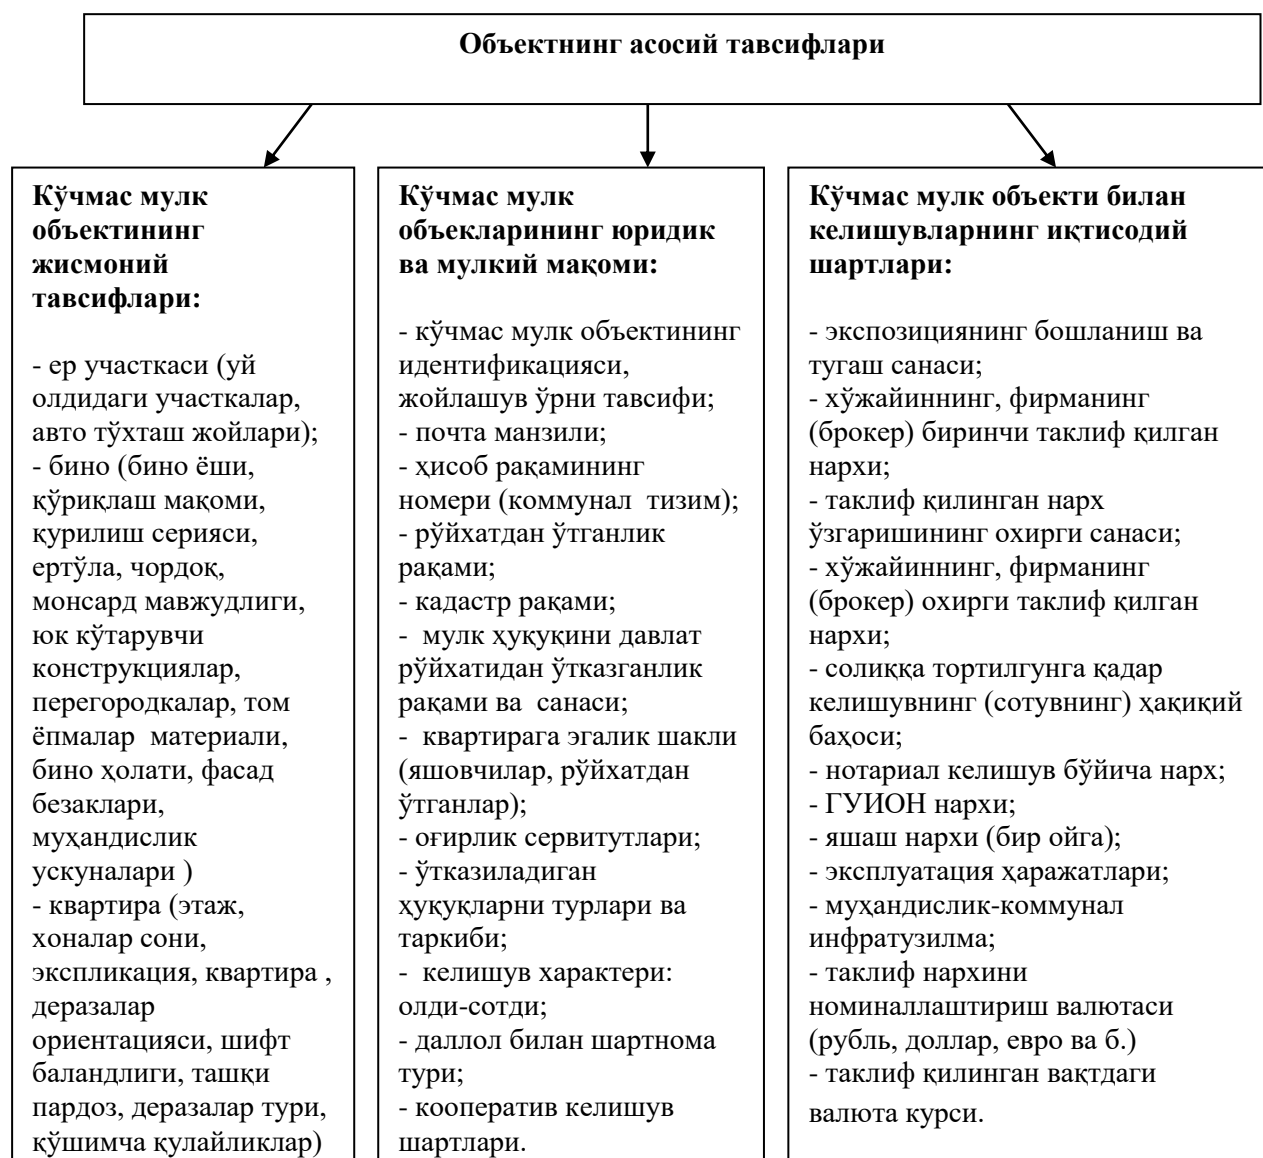 Объектнинг асосий тавсифлари
Кўчмас мулк
объектининг
жисмоний
тавсифлари:
- ер участкаси (уй
олдидаги участкалар,
авто тўхташ жойлари);
- бино (бино ёши,
қўриқлаш мақоми,
қурилиш серияси,
ертўла, чордоқ,
монсард мавжудлиги,
юк кўтарувчи
конструкциялар,
перегородкалар, том
ёпмалар материали,
бино ҳолати, фасад
безаклари,
муҳандислик
ускуналари )
- квартира (этаж,
хоналар сони,
экспликация, квартира ,
деразалар
ориентацияси, шифт
баландлиги, ташқи
пардоз, деразалар тури,
қўшимча қулайликлар)
Кўчмас мулк
объекларининг юридик
ва мулкий мақоми:
- кўчмас мулк объектининг
идентификацияси,
жойлашув ўрни тавсифи;
- почта манзили;
- ҳисоб рақамининг
номери (коммунал тизим);
- рўйхатдан ўтганлик
рақами;
- кадастр рақами;
- мулк ҳуқуқини давлат
рўйхатидан ўтказганлик
рақами ва санаси;
- квартирага эгалик шакли
(яшовчилар, рўйхатдан
ўтганлар);
- оғирлик сервитутлари;
- ўтказиладиган
ҳуқуқларни турлари ва
таркиби;
- келишув характери:
олди-сотди;
- даллол билан шартнома
тури;
- кооператив келишув
шартлари.
Кўчмас мулк объекти билан
келишувларнинг иқтисодий
шартлари:
- экспозициянинг бошланиш ва
тугаш санаси;
- хўжайиннинг, фирманинг
(брокер) биринчи таклиф қилган
нархи;
- таклиф қилинган нарх
ўзгаришининг охирги санаси;
- хўжайиннинг, фирманинг
(брокер) охирги таклиф қилган
нархи;
- солиққа тортилгунга қадар
келишувнинг (сотувнинг) ҳақиқий
баҳоси;
- нотариал келишув бўйича нарх;
- ГУИОН нархи;
- яшаш нархи (бир ойга);
- эксплуатация ҳаражатлари;
- муҳандислик-коммунал
инфратузилма;
- таклиф нархини
номиналлаштириш валютаси
(рубль, доллар, евро ва б.)
- таклиф қилинган вақтдаги
валюта курси.